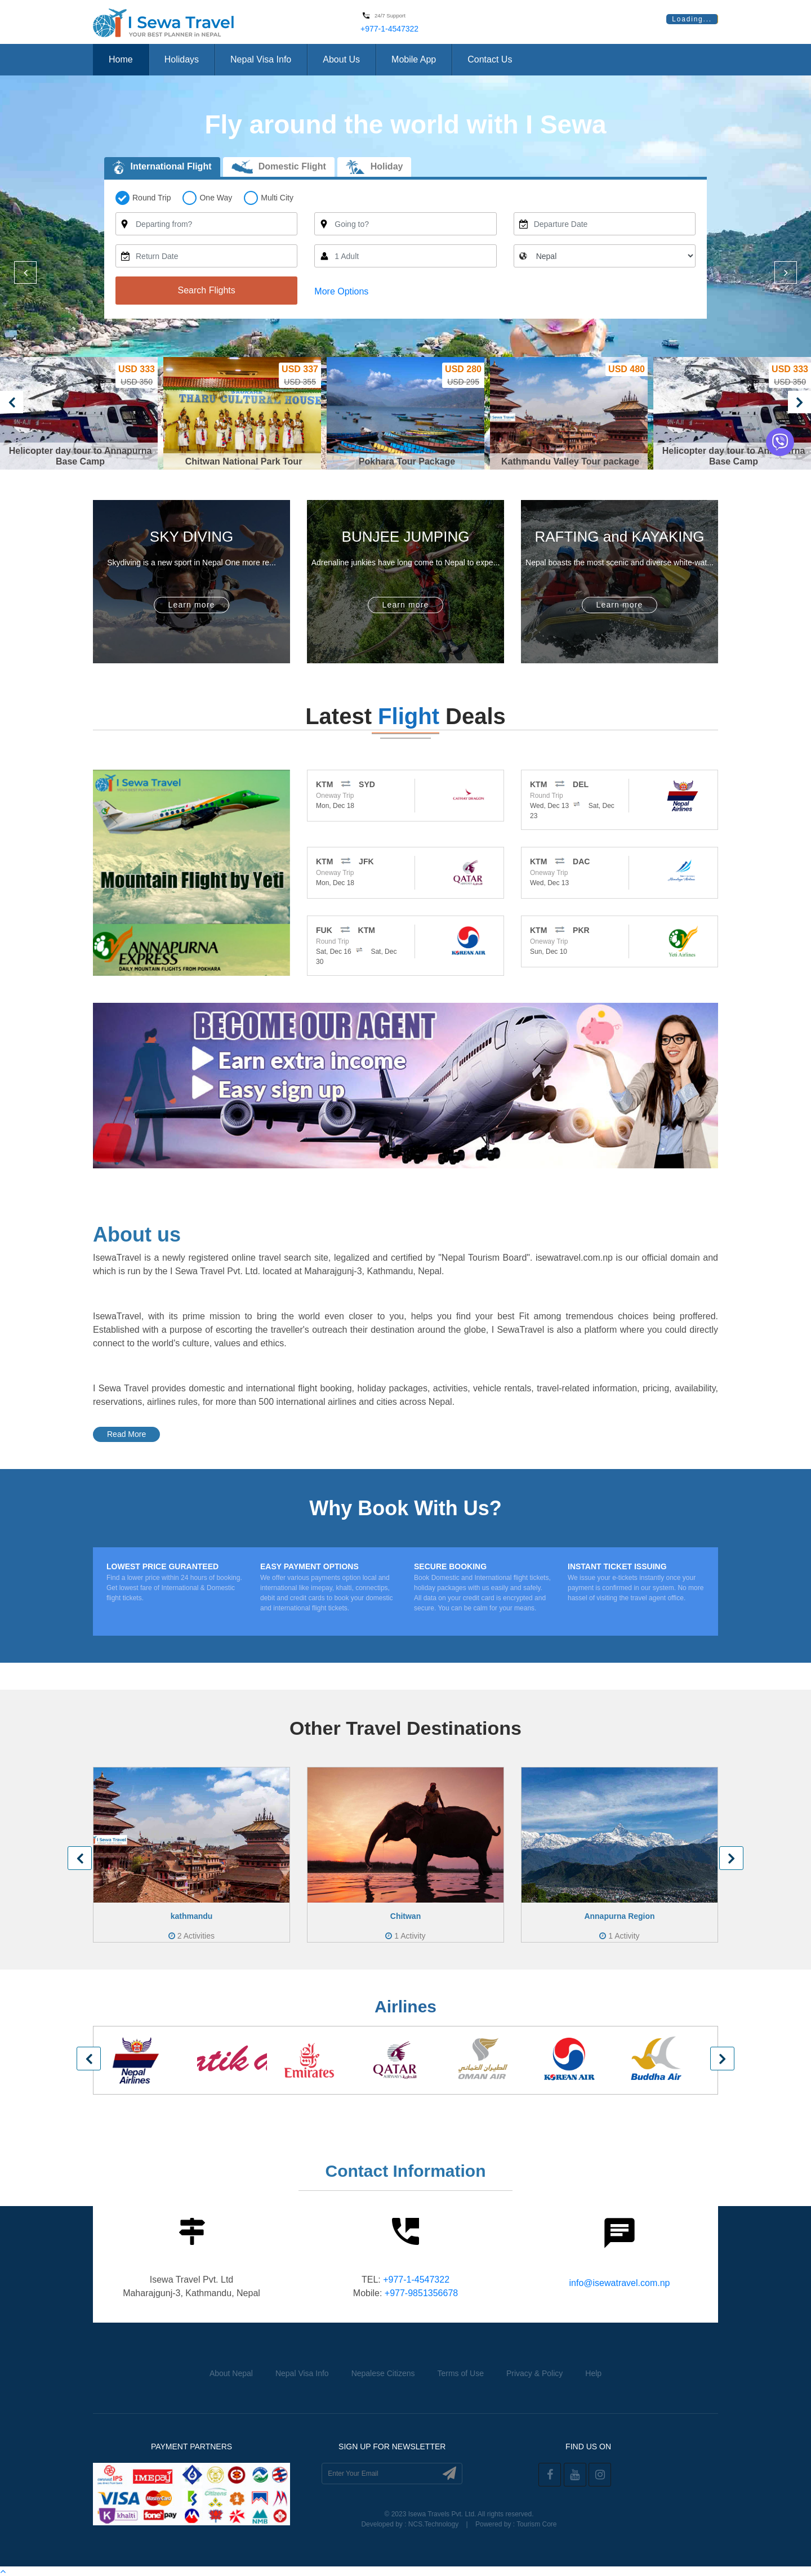 I Sewa Travel
YOUR BEST PLANNER in NEPAL
24/7 Support
+977-1-4547322
Loading...
Home
Holidays
Nepal Visa Info
About Us
Mobile App
Contact Us
Fly around the world with I Sewa
International Flight
Domestic Flight
Holiday
Round Trip
One Way
Multi City
Departing from?
Going to?
Departure Date
Return Date
1 Adult
Nepal
Search Flights
More Options
USD 333
USD 350
Helicopter day tour to Annapurna Base Camp
THARU CULTURAL HOUSE
USD 337
USD 355
Chitwan National Park Tour
USD 280
USD 295
Pokhara Tour Package
USD 480
I Sewa Travel
Kathmandu Valley Tour package
USD 333
USD 350
Helicopter day tour to Annapurna Base Camp
SKY DIVING
Skydiving is a new sport in Nepal One more re...
Learn more
BUNJEE JUMPING
Adrenaline junkies have long come to Nepal to expe...
Learn more
RAFTING and KAYAKING
Nepal boasts the most scenic and diverse white-wat...
Learn more
Latest Flight Deals
I Sewa Travel
Mountain Flight by Yeti
ANNAPURNA
EXPRESS
DAILY MOUNTAIN FLIGHTS FROM POKHARA
KTM ⇌ SYD
Oneway Trip
Mon, Dec 18
CATHAY DRAGON
KTM ⇌ DEL
Round Trip
Wed, Dec 13 ⇌ Sat, Dec
23
Nepal
Airlines
KTM ⇌ JFK
Oneway Trip
Mon, Dec 18
QATAR
KTM ⇌ DAC
Oneway Trip
Wed, Dec 13
FUK ⇌ KTM
Round Trip
Sat, Dec 16 ⇌ Sat, Dec
30
KOREAN AIR
KTM ⇌ PKR
Oneway Trip
Sun, Dec 10
Yeti Airlines
BECOME OUR AGENT
Earn extra income
Easy sign up
About us
IsewaTravel is a newly registered online travel search site, legalized and certified by "Nepal Tourism Board". isewatravel.com.np is our official domain and
which is run by the I Sewa Travel Pvt. Ltd. located at Maharajgunj-3, Kathmandu, Nepal.
IsewaTravel, with its prime mission to bring the world even closer to you, helps you find your best Fit among tremendous choices being proffered.
Established with a purpose of escorting the traveller's outreach their destination around the globe, I SewaTravel is also a platform where you could directly
connect to the world's culture, values and ethics.
I Sewa Travel provides domestic and international flight booking, holiday packages, activities, vehicle rentals, travel-related information, pricing, availability,
reservations, airlines rules, for more than 500 international airlines and cities across Nepal.
Read More
Why Book With Us?
LOWEST PRICE GURANTEED
Find a lower price within 24 hours of booking.
Get lowest fare of International & Domestic
flight tickets.
EASY PAYMENT OPTIONS
We offer various payments option local and
international like imepay, khalti, connectips,
debit and credit cards to book your domestic
and international flight tickets.
SECURE BOOKING
Book Domestic and International flight tickets,
holiday packages with us easily and safely.
All data on your credit card is encrypted and
secure. You can be calm for your means.
INSTANT TICKET ISSUING
We issue your e-tickets instantly once your
payment is confirmed in our system. No more
hassel of visiting the travel agent office.
Other Travel Destinations
I Sewa Travel
kathmandu
2 Activities
Chitwan
1 Activity
Annapurna Region
1 Activity
Airlines
Nepal
Airlines
Emirates
QATAR
OMAN AIR
KOREAN AIR
Buddha Air
Contact Information
Isewa Travel Pvt. Ltd
Maharajgunj-3, Kathmandu, Nepal
TEL: +977-1-4547322
Mobile: +977-9851356678
info@isewatravel.com.np
About Nepal
Nepal Visa Info
Nepalese Citizens
Terms of Use
Privacy & Policy
Help
PAYMENT PARTNERS
IME pay
VISA
MasterCard
khalti
fonepay
NMB
SIGN UP FOR NEWSLETTER
Enter Your Email
FIND US ON
© 2023 Isewa Travels Pvt. Ltd. All rights reserved.
Developed by : NCS.Technology | Powered by : Tourism Core